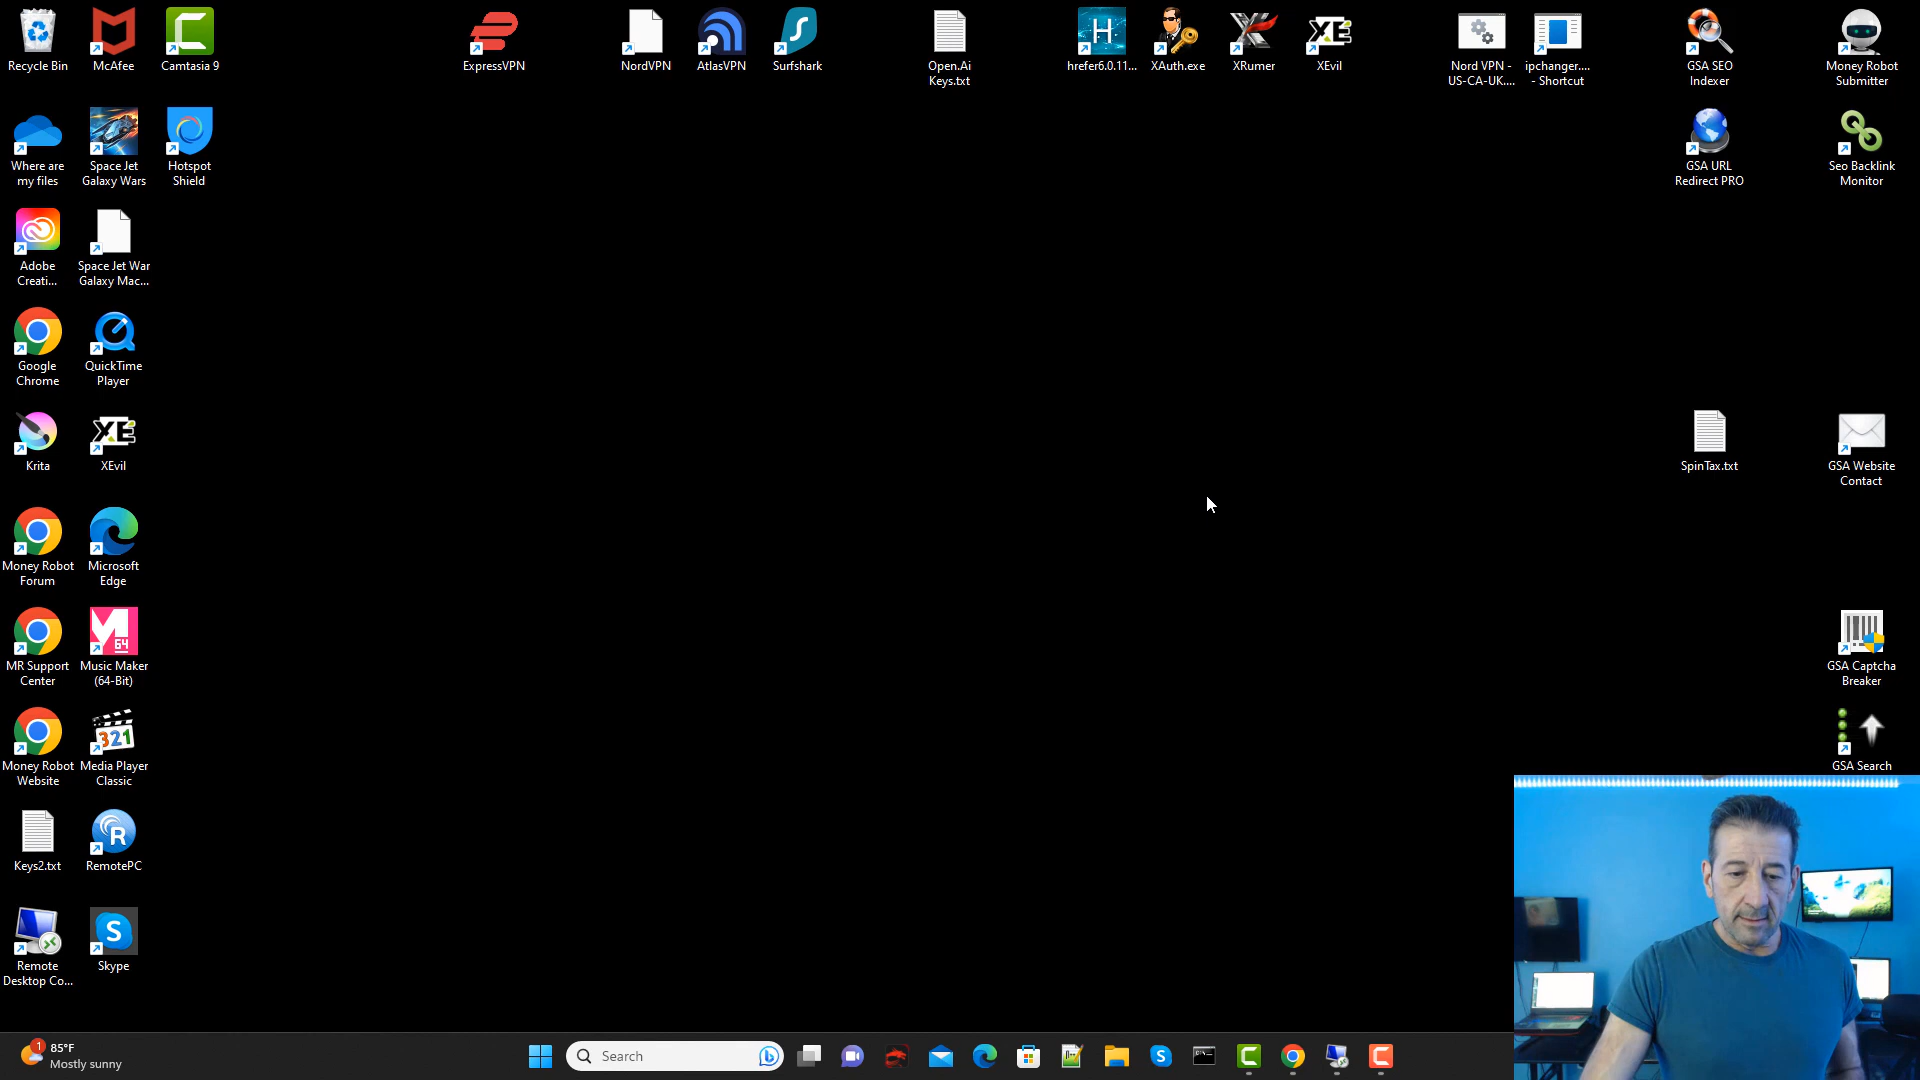 Recycle Bin
McAfee
Camtasia 9
ExpressVPN
NordVPN
AtlasVPN
Surfshark
Open.Ai
Keys.txt
hrefer6.0.11...
XAuth.exe
XRumer
XEvil
Nord VPN -
US-CA-UK....
ipchanger....
- Shortcut
GSA SEO
Indexer
Money Robot
Submitter
Where are
my files
Space Jet
Galaxy Wars
Hotspot
Shield
GSA URL
Redirect PRO
Seo Backlink
Monitor
Adobe
Creati...
Space Jet War
Galaxy Mac...
Google
Chrome
QuickTime
Player
Krita
XEvil
SpinTax.txt
GSA Website
Contact
Money Robot
Forum
Microsoft
Edge
MR Support
Center
Music Maker
(64-Bit)
GSA Captcha
Breaker
Money Robot
Website
Media Player
Classic
GSA Search
Keys2.txt
RemotePC
Remote
Desktop Co...
Skype
1
85°F
Mostly sunny
Search